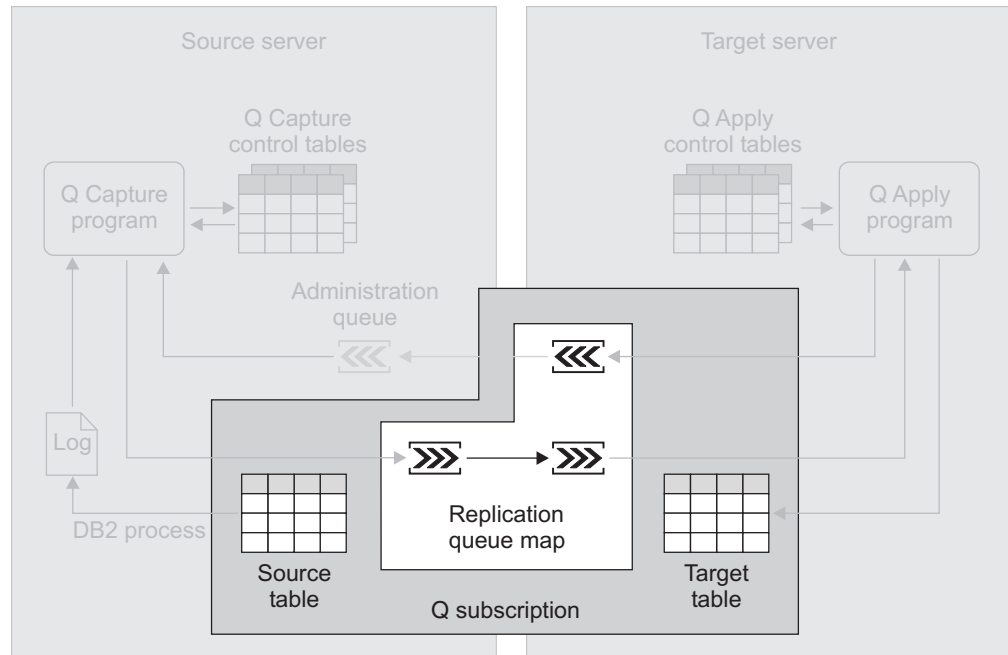 Source server
Target server
Q Capture
control tables
Q Apply
control tables
Q Capture
program
Q Apply
program
Administration
queue
Log
DB2 process
Replication
queue map
Source
table
Target
table
Q subscription